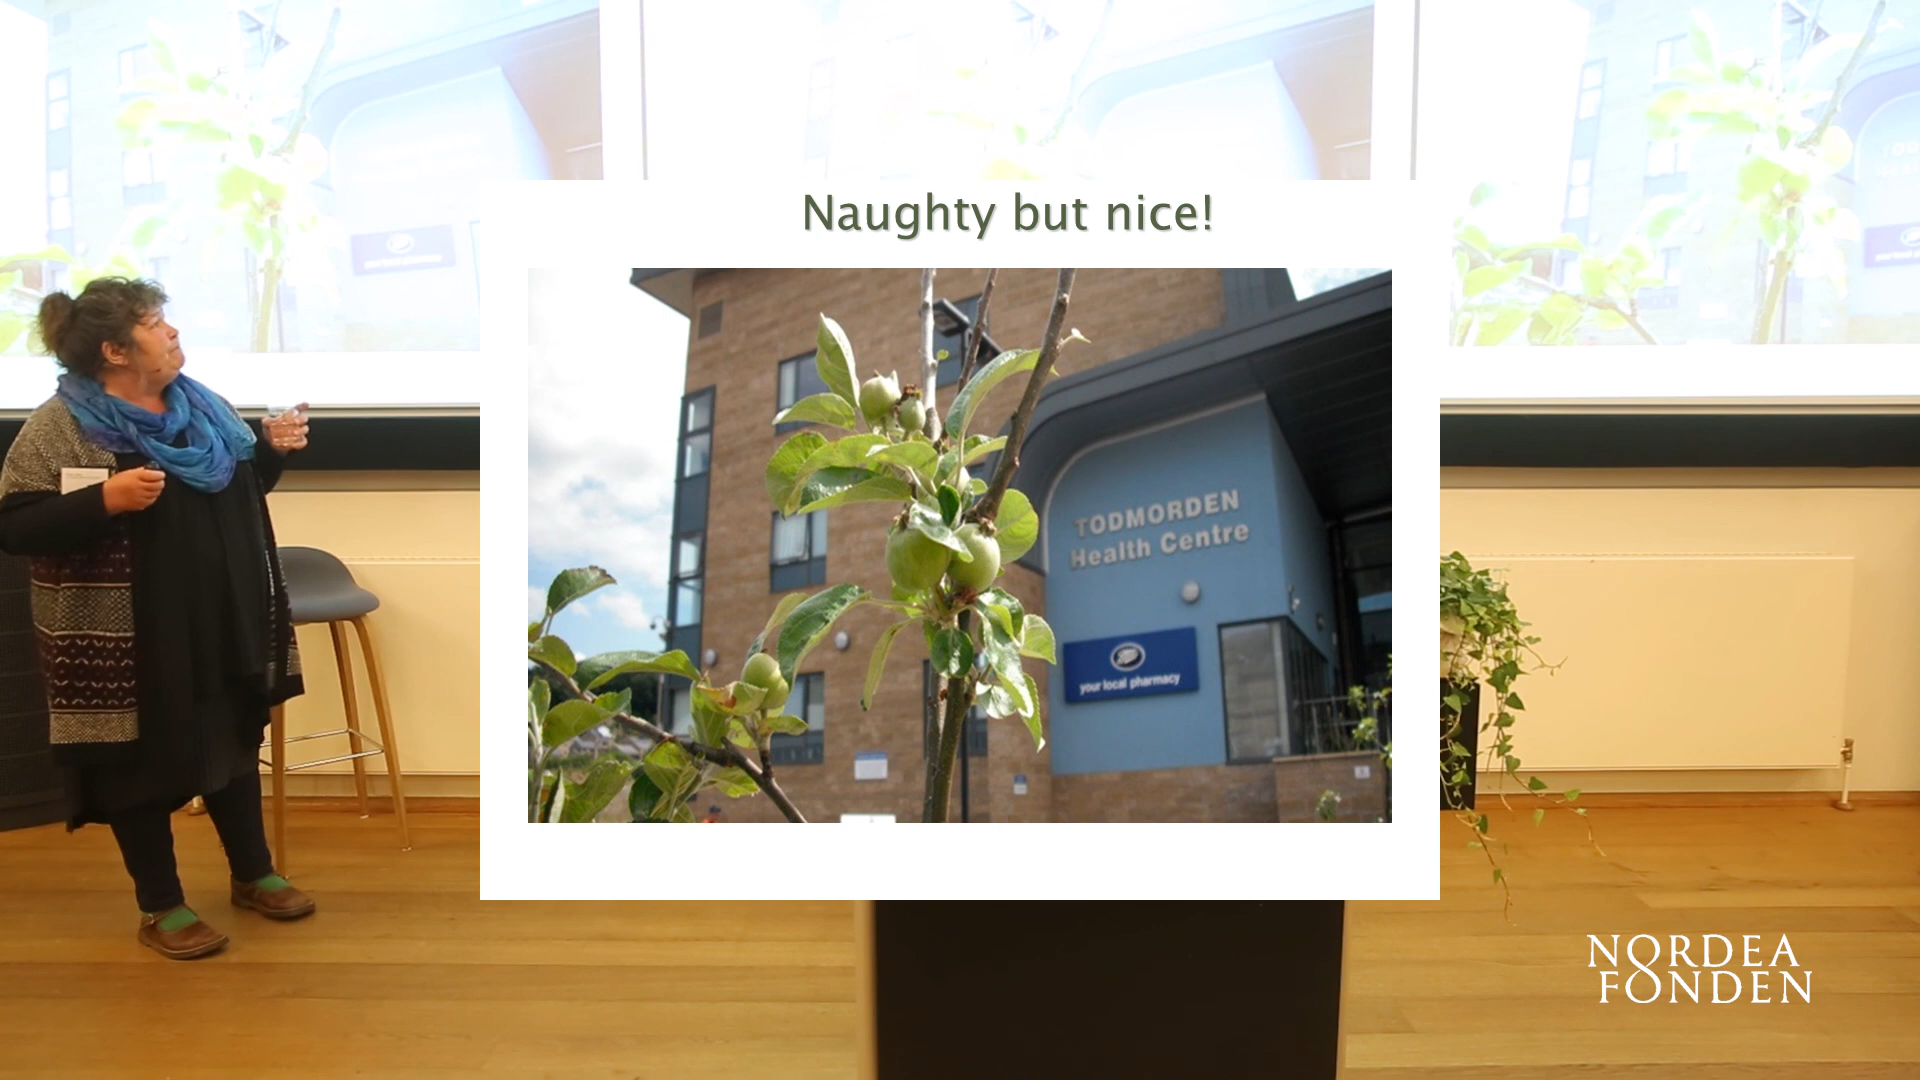 Naughty but nice!
TODMORDEN
Health Centre
your local pharmacy
NORDEA
FONDEN